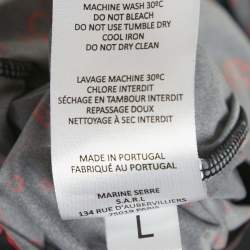 MACHINE WASH 30ºC
DO NOT BLEACH
DO NOT USE TUMBLE DRY
COOL IRON
DO NOT DRY CLEAN
LAVAGE MACHINE 30ºC
CHLORE INTERDIT
SÉCHAGE EN TAMBOUR INTERDIT
REPASSAGE DOUX
NETTOYAGE À SEC INTERDIT
MADE IN PORTUGAL
FABRIQUÉ AU PORTUGAL
MARINE SERRE
S.A.R.L
134 RUE D'AUBERVILLIERS
75019 PARIS
L